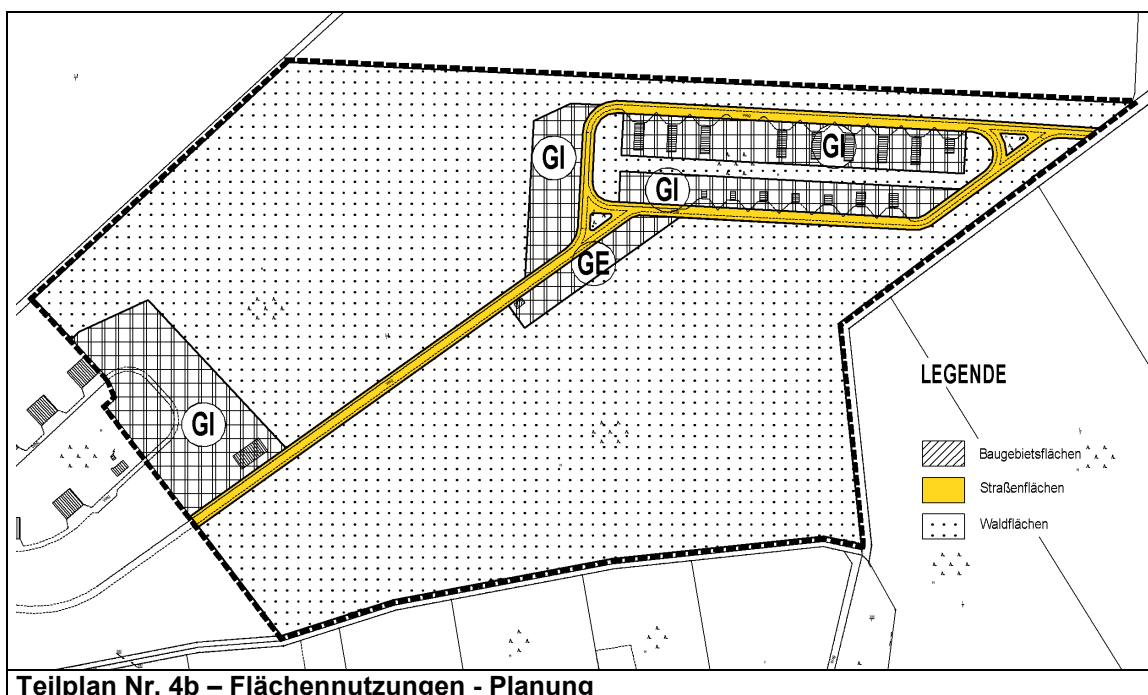 GI
GI
GI
GE
GI
LEGENDE
Baugebietsflächen
Straßenflächen
Waldflächen
Teilplan Nr. 4b – Flächennutzungen - Planung